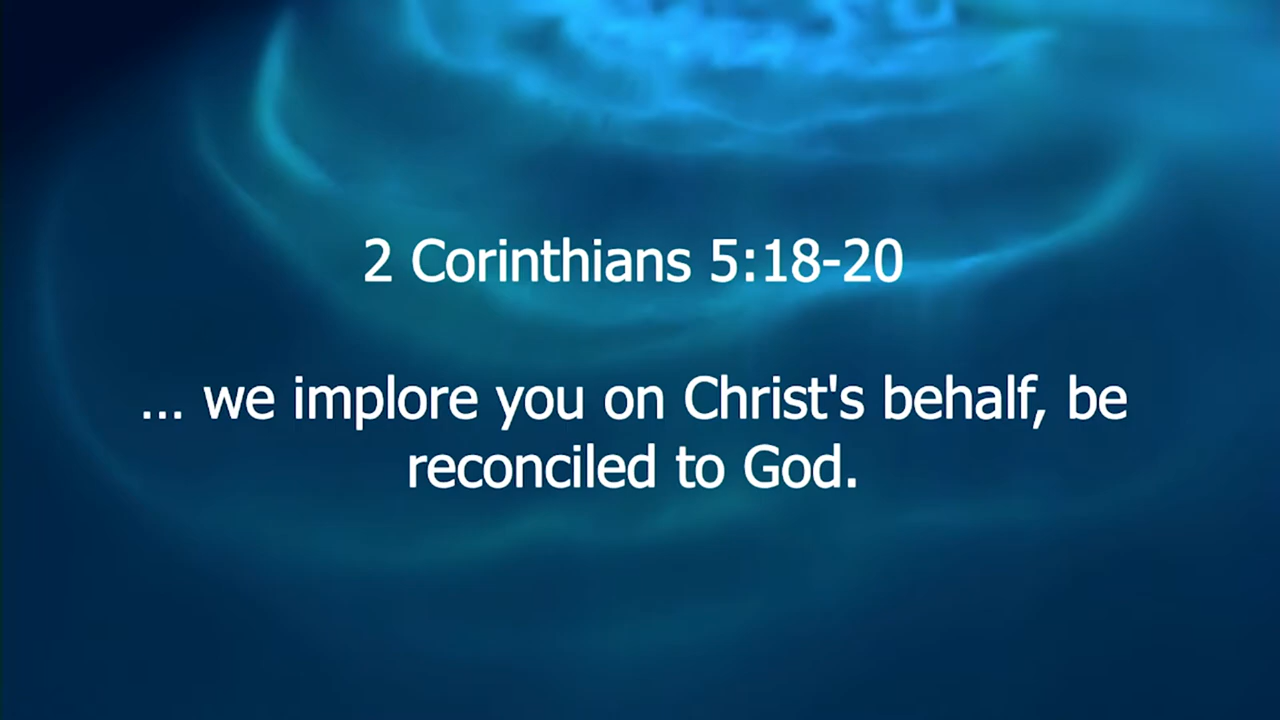 2 Corinthians 5:18-20
... we implore you on Christ's behalf, be
reconciled to God.